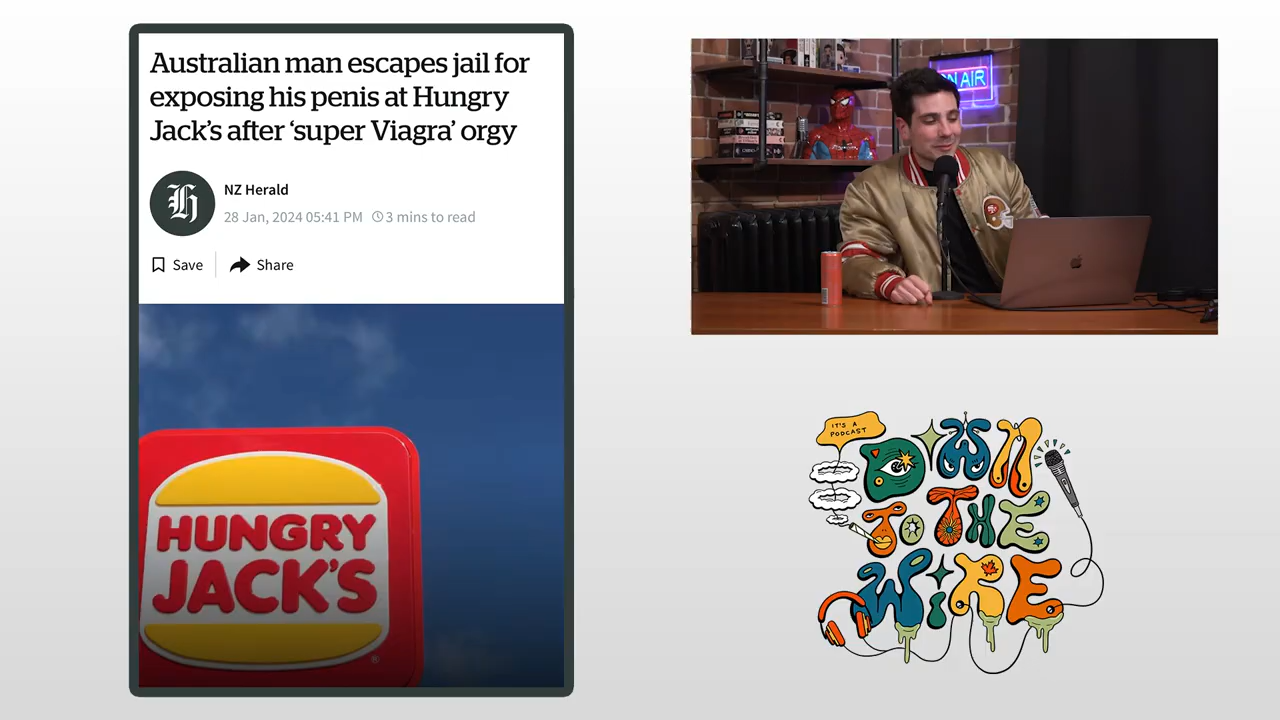 Australian man escapes jail for
exposing his penis at Hungry
Jack's after ‘super Viagra’ orgy
NZ Herald
28 Jan, 2024 05:41 PM 3 mins to read
Save Share
HUNGRY
JACK'S
®
ON AIR
IT'S A
PODCAST
DOWN
TO THE
WIRE